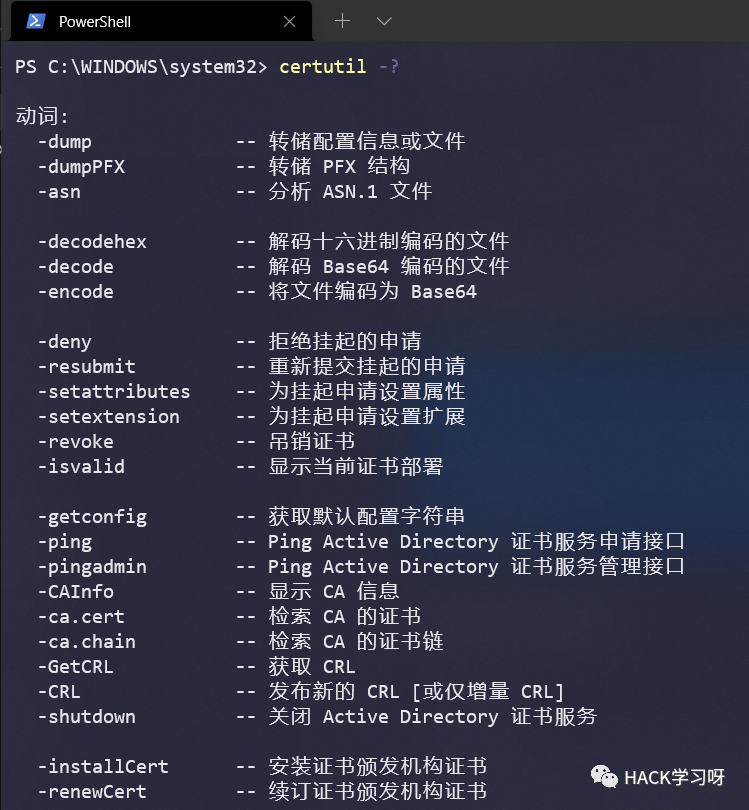 PowerShell
PS C:\WINDOWS\system32> certutil -?
动词:
-dump -- 转储配置信息或文件
-dumpPFX -- 转储 PFX 结构
-asn -- 分析 ASN.1 文件
-decodehex -- 解码十六进制编码的文件
-decode -- 解码 Base64 编码的文件
-encode -- 将文件编码为 Base64
-deny -- 拒绝挂起的申请
-resubmit -- 重新提交挂起的申请
-setattributes -- 为挂起申请设置属性
-setextension -- 为挂起申请设置扩展
-revoke -- 吊销证书
-isvalid -- 显示当前证书部署
-getconfig -- 获取默认配置字符串
-ping -- Ping Active Directory 证书服务申请接口
-pingadmin -- Ping Active Directory 证书服务管理接口
-CAInfo -- 显示 CA 信息
-ca.cert -- 检索 CA 的证书
-ca.chain -- 检索 CA 的证书链
-GetCRL -- 获取 CRL
-CRL -- 发布新的 CRL [或仅增量 CRL]
-shutdown -- 关闭 Active Directory 证书服务
-installCert -- 安装证书颁发机构证书
-renewCert -- 续订证书颁发机构证书
HACK学习呀